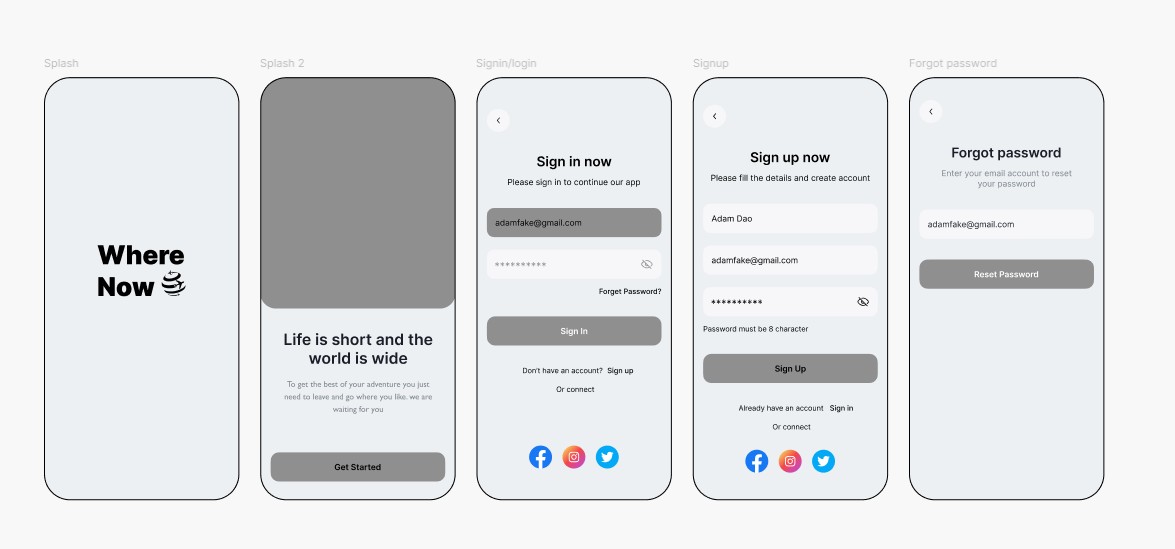 Splash
Where
Now
Splash 2
Life is short and the
world is wide
To get the best of your adventure you just
need to leave and go where you like. we are
waiting for you
Get Started
Signin/login
Sign in now
Please sign in to continue our app
adamfake@gmail.com
**********
Forget Password?
Sign In
Don't have an account? Sign up
Or connect
Signup
Sign up now
Please fill the details and create account
Adam Dao
adamfake@gmail.com
**********
Password must be 8 character
Sign Up
Already have an account Sign in
Or connect
Forgot password
Forgot password
Enter your email account to reset
your password
adamfake@gmail.com
Reset Password